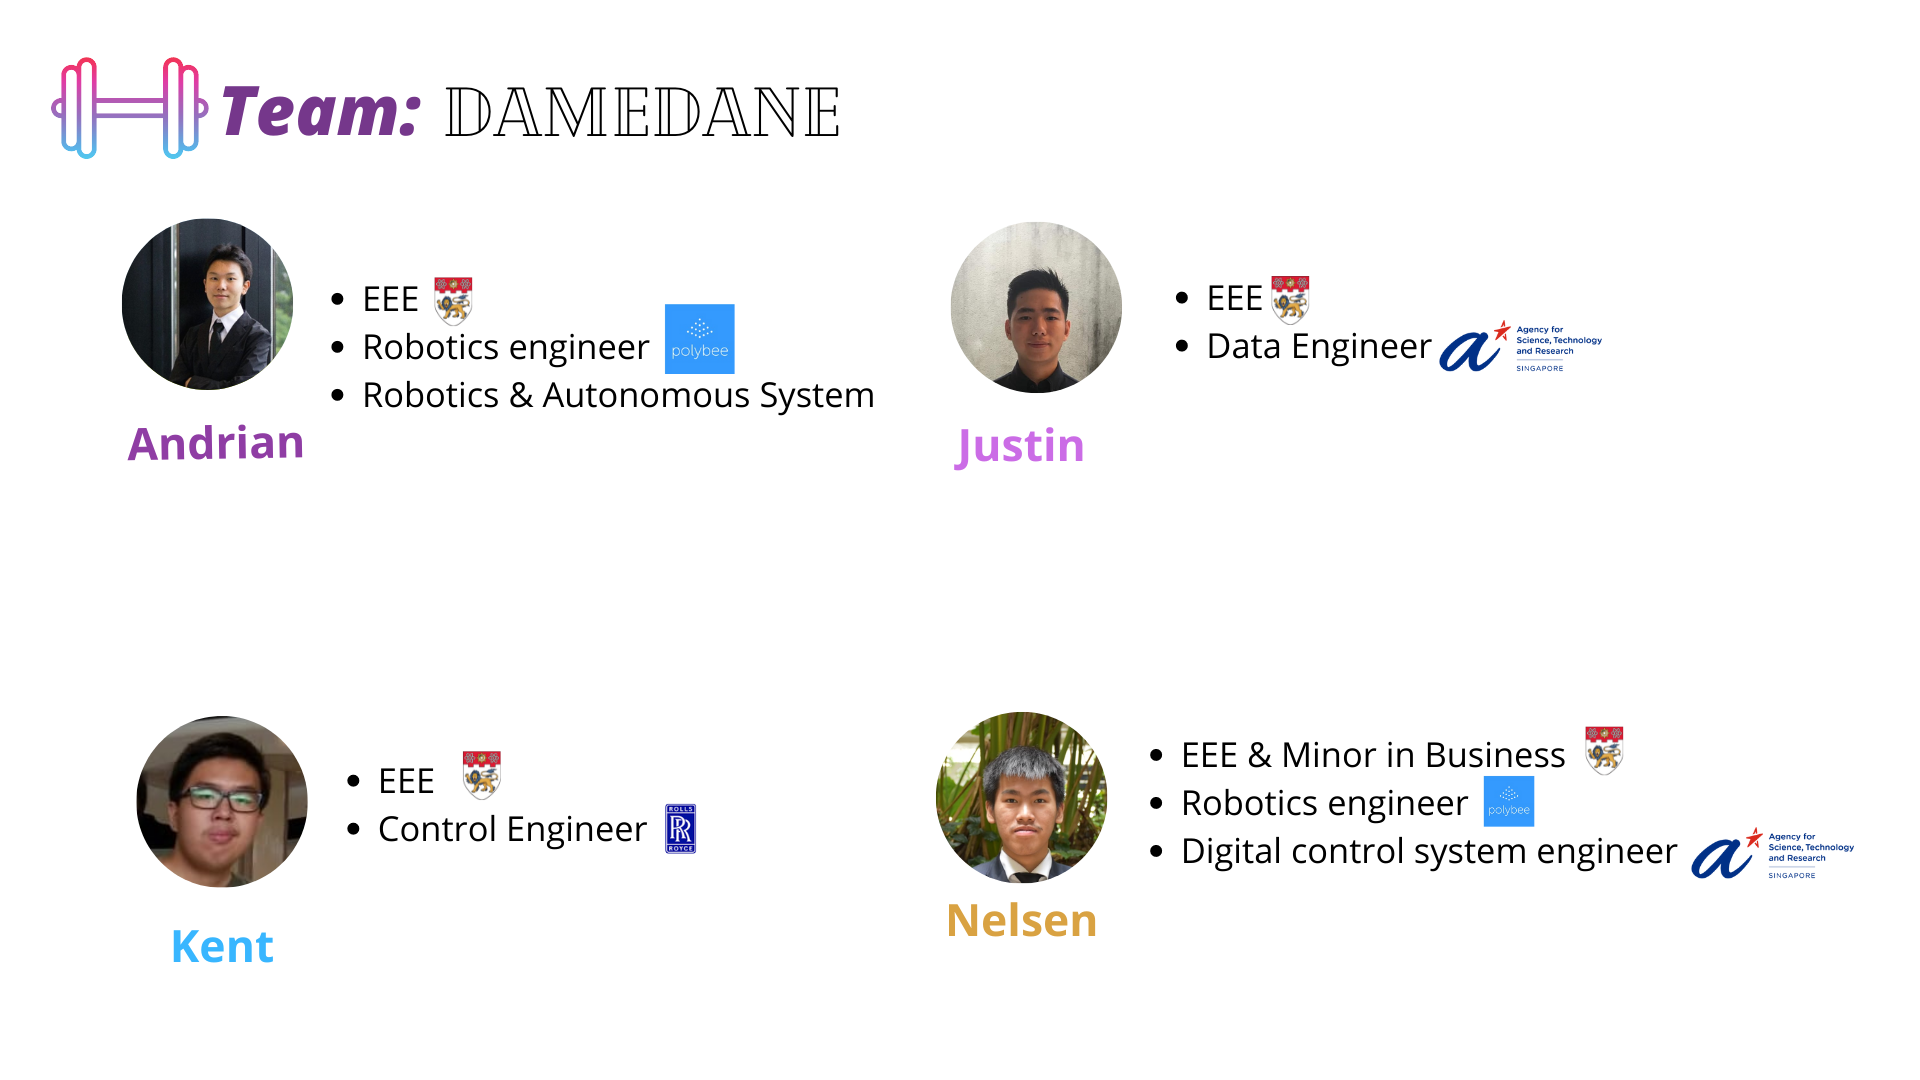 Team: DAMEDANE
EEE
Robotics engineer
polybee
Robotics & Autonomous System
Andrian
EEE
Data Engineer
Agency for
Science, Technology
and Research
SINGAPORE
Justin
EEE
Control Engineer
ROLLS
RR
ROYCE
Kent
EEE & Minor in Business
Robotics engineer
polybee
Digital control system engineer
Agency for
Science, Technology
and Research
SINGAPORE
Nelsen